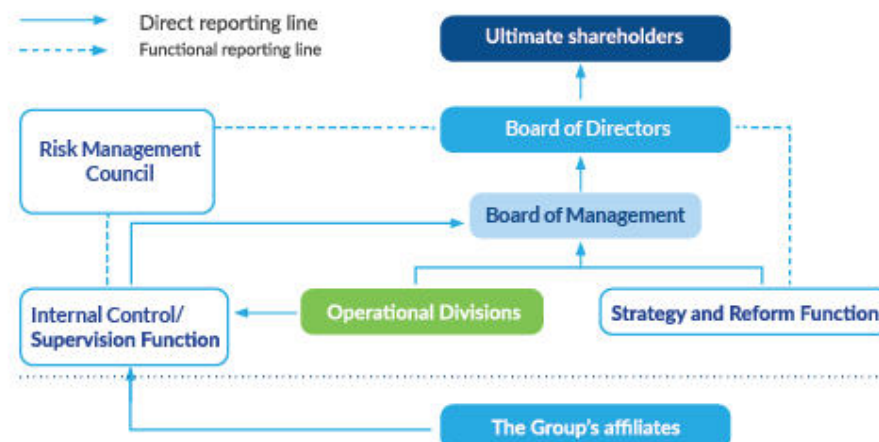 Direct reporting line
Functional reporting line
Ultimate shareholders
Board of Directors
Risk Management
Council
Board of Management
Internal Control/
Supervision Function
Operational Divisions
Strategy and Reform Function
The Group's affiliates